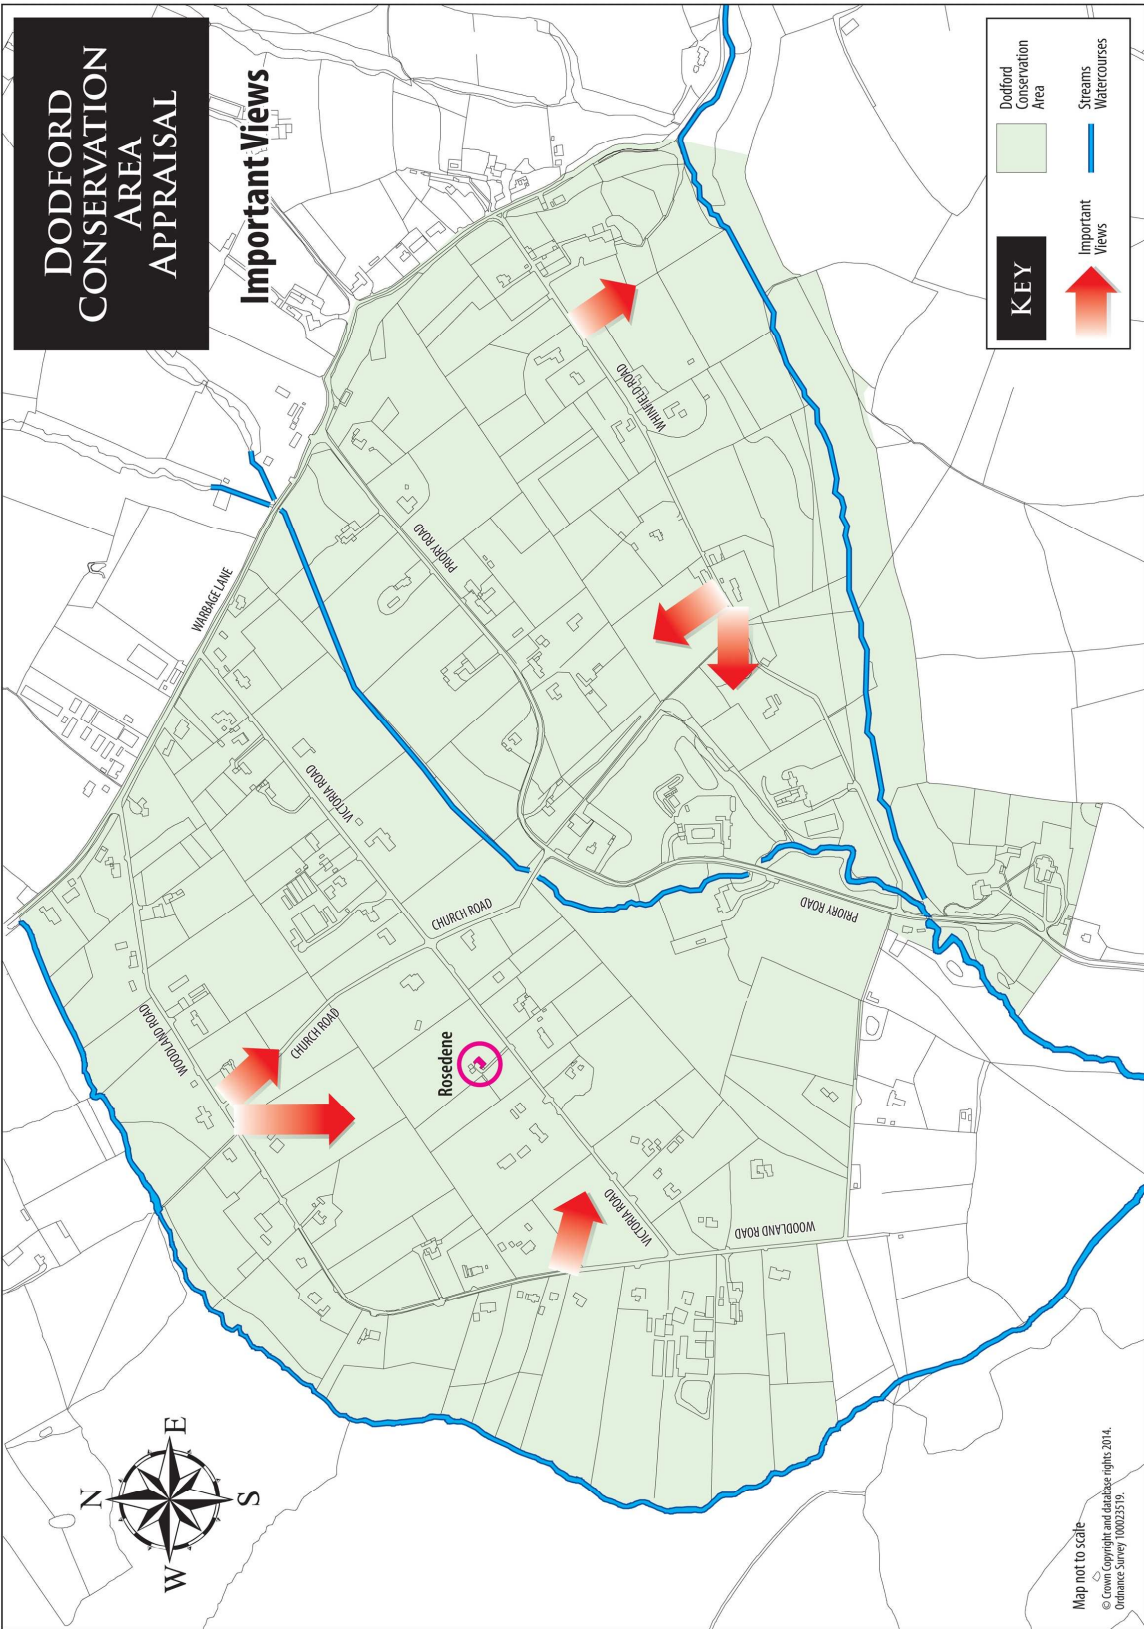 DODFORD
CONSERVATION
AREA
APPRAISAL
Important Views
WARBAGE LANE
PRIORY ROAD
WHINFIELD ROAD
VICTORIA ROAD
CHURCH ROAD
WOODLAND ROAD
CHURCH ROAD
Rosedene
PRIORY ROAD
VICTORIA ROAD
WOODLAND ROAD
N
E
S
W
KEY
Important
Views
Dodford
Conservation
Area
Streams
Watercourses
Map not to scale
© Crown Copyright and database rights 2014.
Ordnance Survey 100023519.